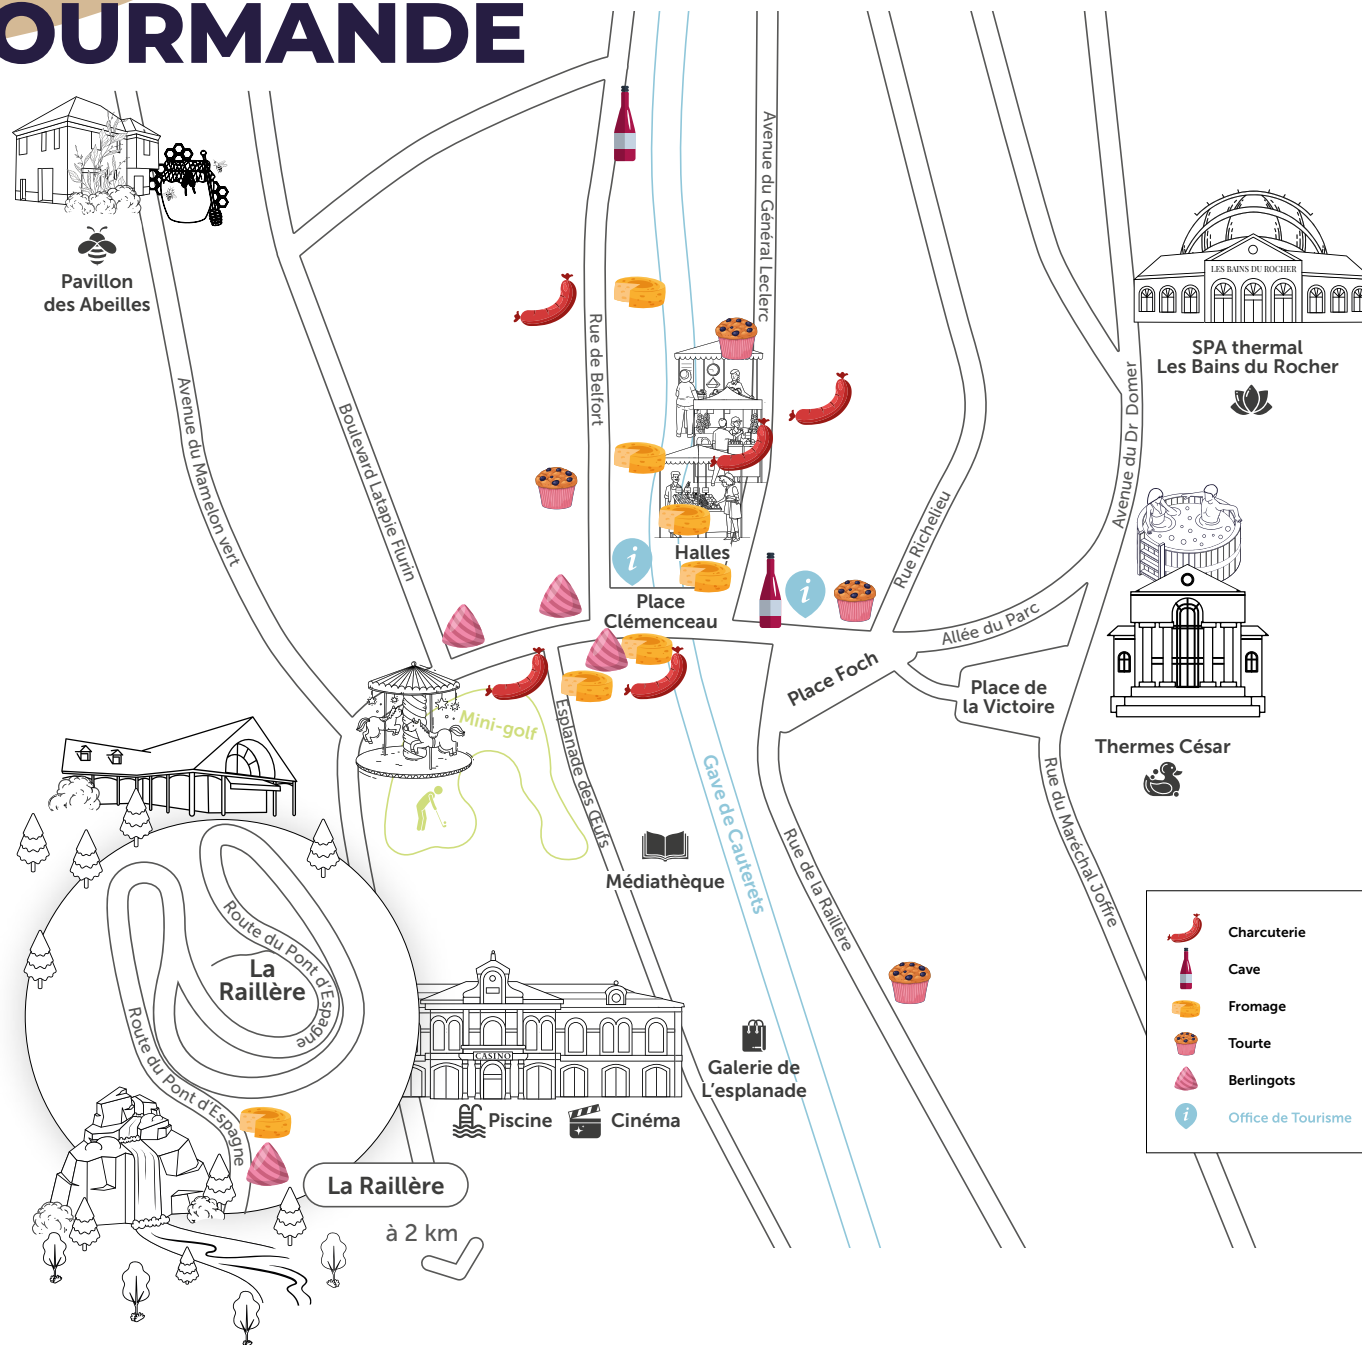 OURMANDE
Pavillon
des Abeilles
Avenue du Mamelon vert
Boulevard Latapie Flurin
Rue de Belfort
Avenue du Général Leclerc
Rue Richelieu
Avenue du Dr Domer
LES BAINS DU ROCHER
SPA thermal
Les Bains du Rocher
Halles
Place
Clémenceau
Allée du Parc
Place Foch
Place de
la Victoire
Thermes César
Mini-golf
Esplanade des Œufs
Gave de Cauterets
Rue de la Raillère
Rue du Maréchal Joffre
Médiathèque
Route du Pont d'Espagne
La
Raillère
Route du Pont d'Espagne
CASINO
Piscine
Cinéma
Galerie de
L'esplanade
La Raillère
à 2 km
Charcuterie
Cave
Fromage
Tourte
Berlingots
Office de Tourisme